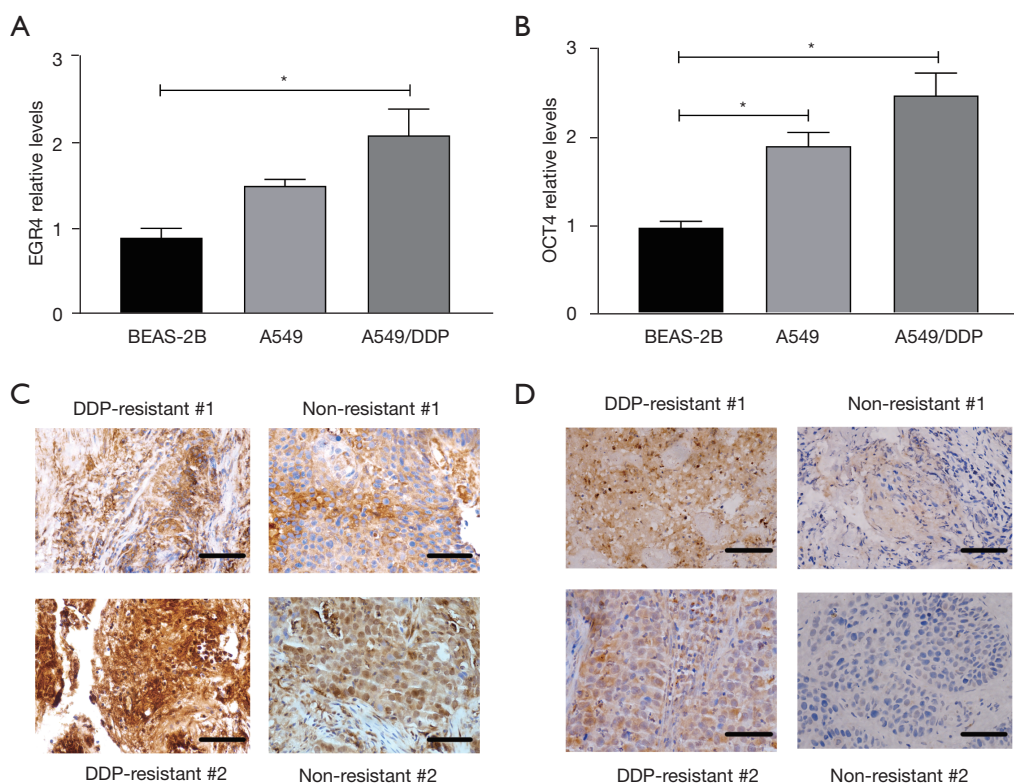 A
EGR4 relative levels
3
2
1
0
*
BEAS-2B A549 A549/DDP
B
OCT4 relative levels
3
2
1
0
*
*
BEAS-2B A549 A549/DDP
C
DDP-resistant #1 Non-resistant #1
DDP-resistant #2 Non-resistant #2
D
DDP-resistant #1 Non-resistant #1
DDP-resistant #2 Non-resistant #2